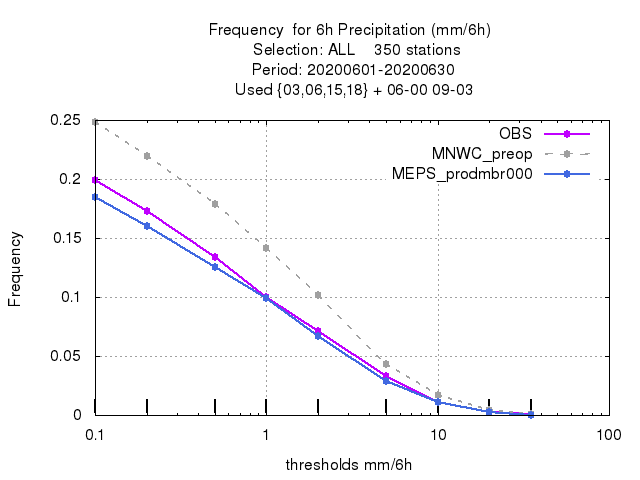 Frequency for 6h Precipitation (mm/6h)
Selection: ALL 350 stations
Period: 20200601-20200630
Used {03,06,15,18} + 06-00 09-03
OBS
MNWC_preop
MEPS_prodmbr000
0.25
0.2
0.15
0.1
0.05
0
Frequency
0.1 1 10 100
thresholds mm/6h